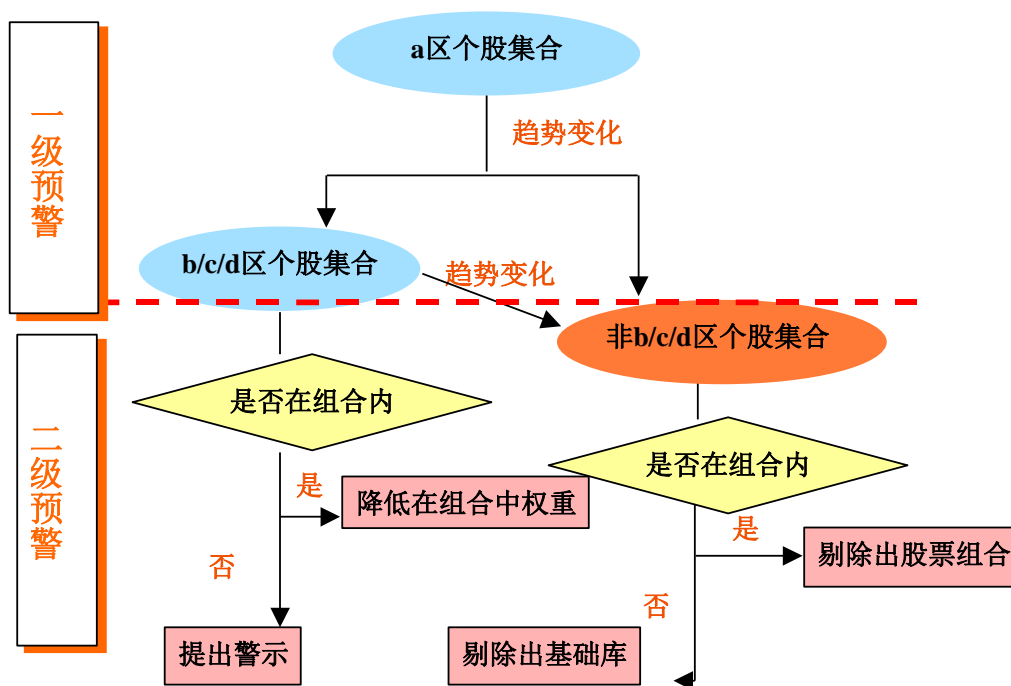 一级预警
a区个股集合
趋势变化
b/c/d区个股集合
趋势变化
非b/c/d区个股集合
二级预警
是否在组合内
是否在组合内
是
降低在组合中权重
是
剔除出股票组合
否
否
提出警示
剔除出基础库